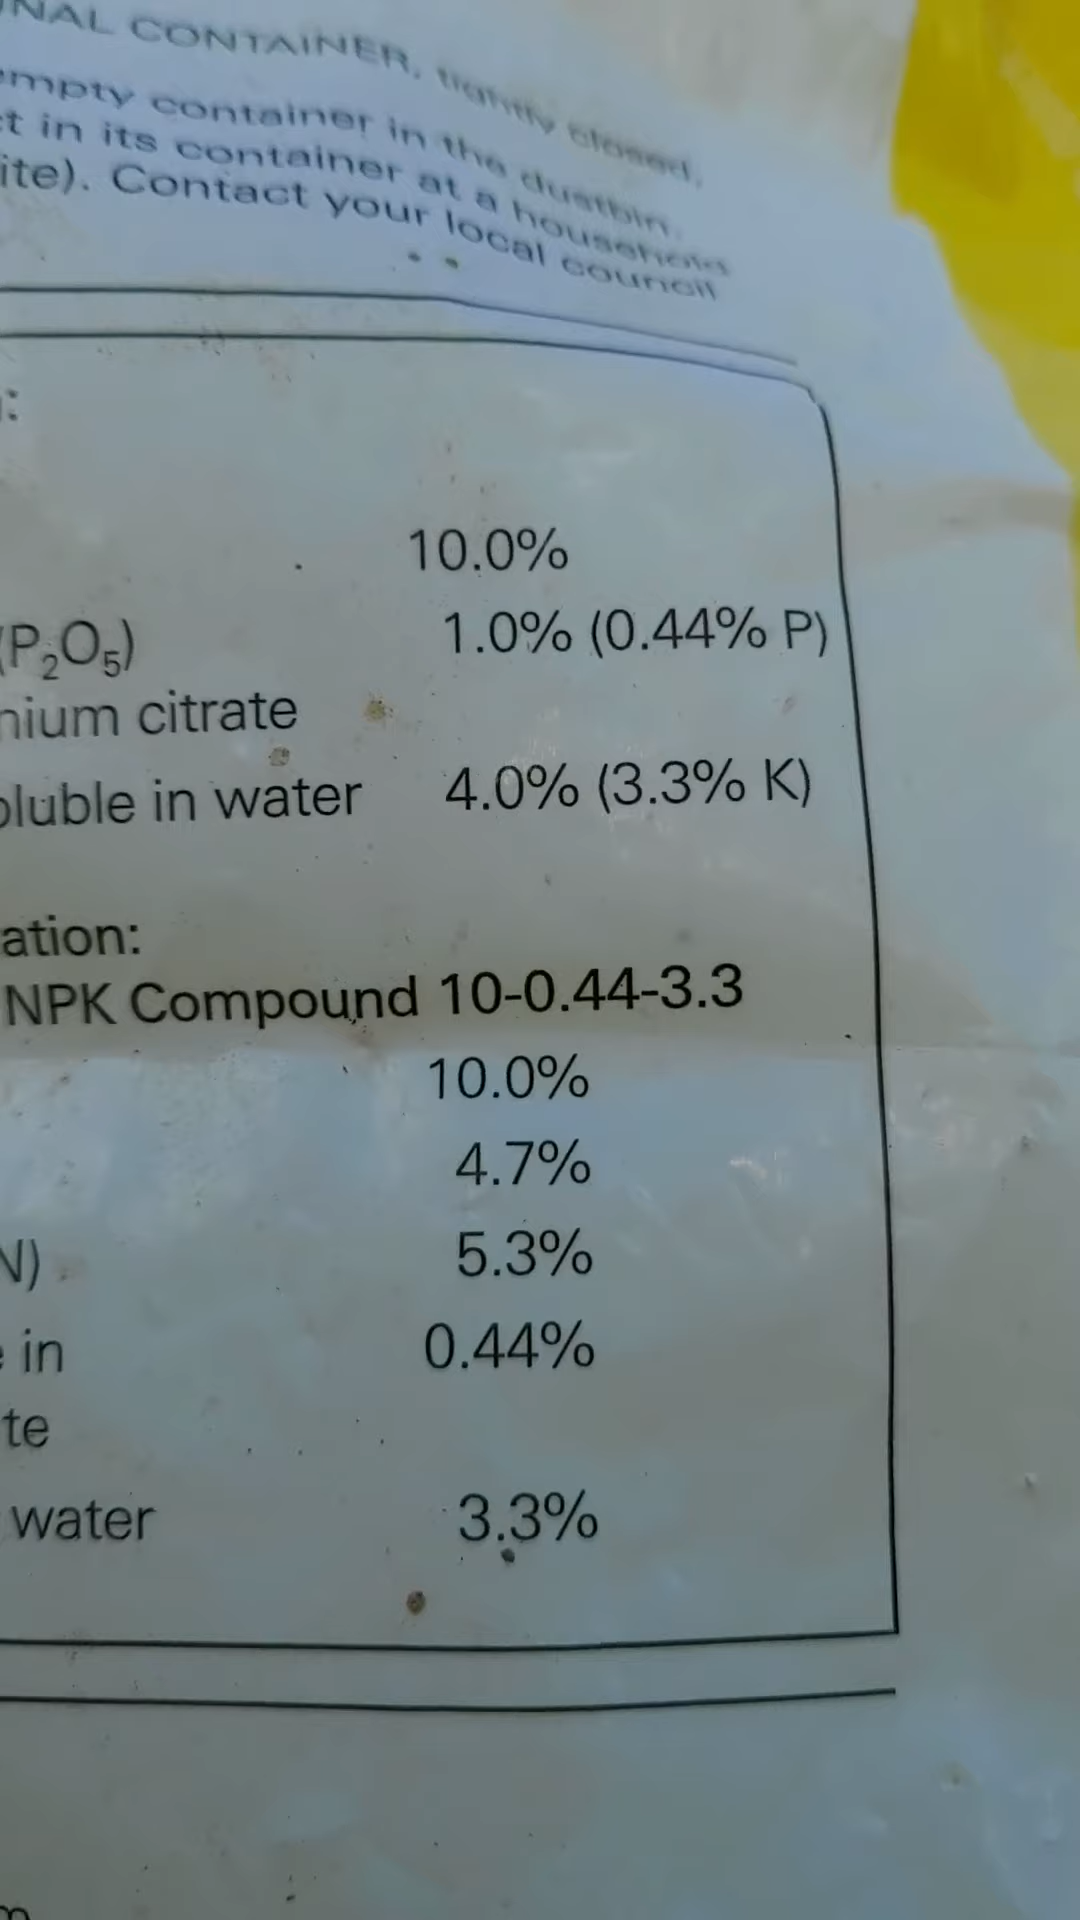 NAL CONTAINER, tightly closed,
empty container in the dustbin.
t in its container at a household
ite). Contact your local council
:
10.0%
(P₂O₅) 1.0% (0.44% P)
nium citrate
oluble in water 4.0% (3.3% K)
ation:
NPK Compound 10-0.44-3.3
10.0%
4.7%
N) 5.3%
in 0.44%
te
water 3.3%